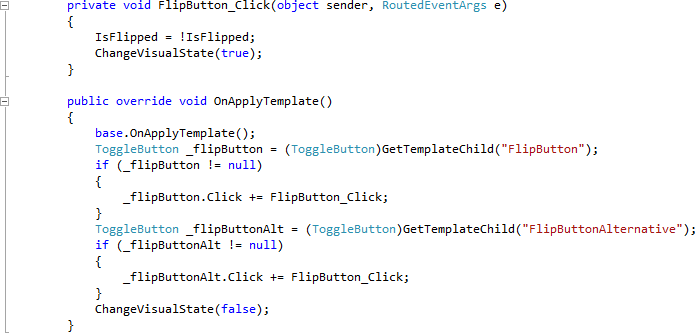 private void FlipButton_Click(object sender, RoutedEventArgs e)
{
IsFlipped = !IsFlipped;
ChangeVisualState(true);
}
public override void OnApplyTemplate()
{
base.OnApplyTemplate();
ToggleButton _flipButton = (ToggleButton)GetTemplateChild("FlipButton");
if (_flipButton != null)
{
_flipButton.Click += FlipButton_Click;
}
ToggleButton _flipButtonAlt = (ToggleButton)GetTemplateChild("FlipButtonAlternative");
if (_flipButtonAlt != null)
{
_flipButtonAlt.Click += FlipButton_Click;
}
ChangeVisualState(false);
}